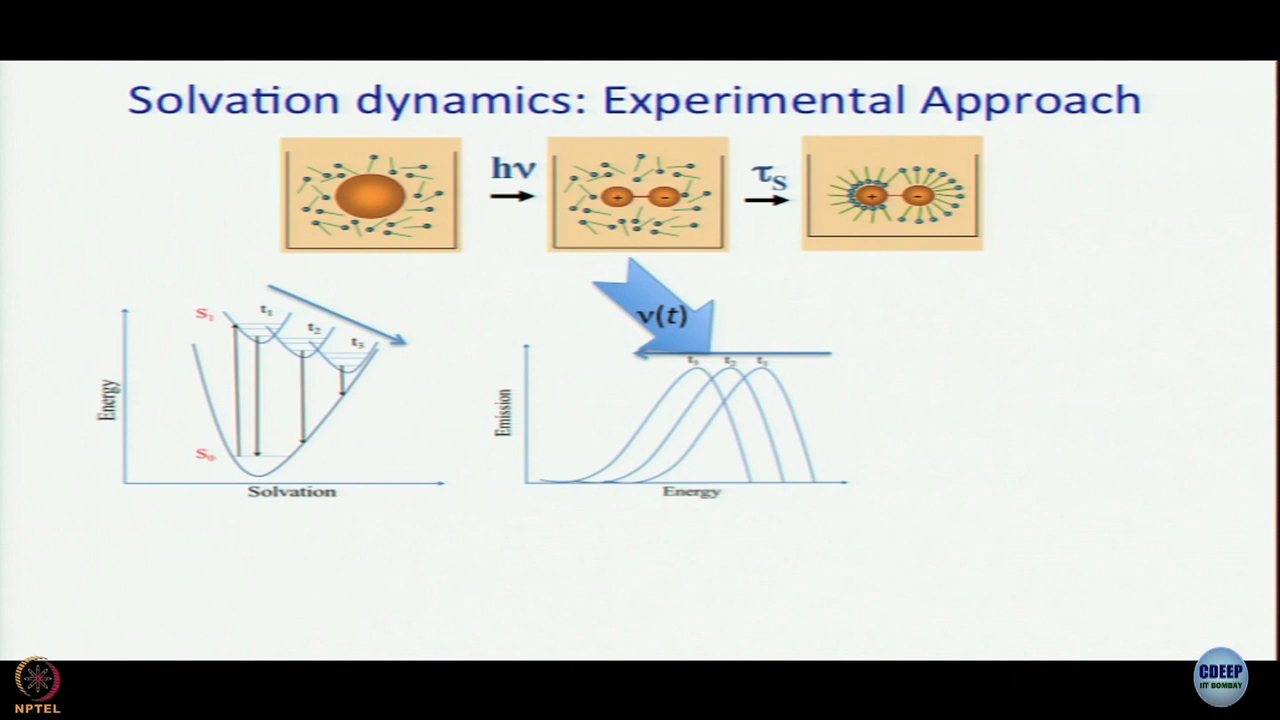 Solvation dynamics: Experimental Approach
hν
τS
+
−
+
−
S1
t1
t2
t3
S0
Energy
Solvation
ν(t)
t3
t2
t1
Emission
Energy
NPTEL
CDEEP
IIT BOMBAY